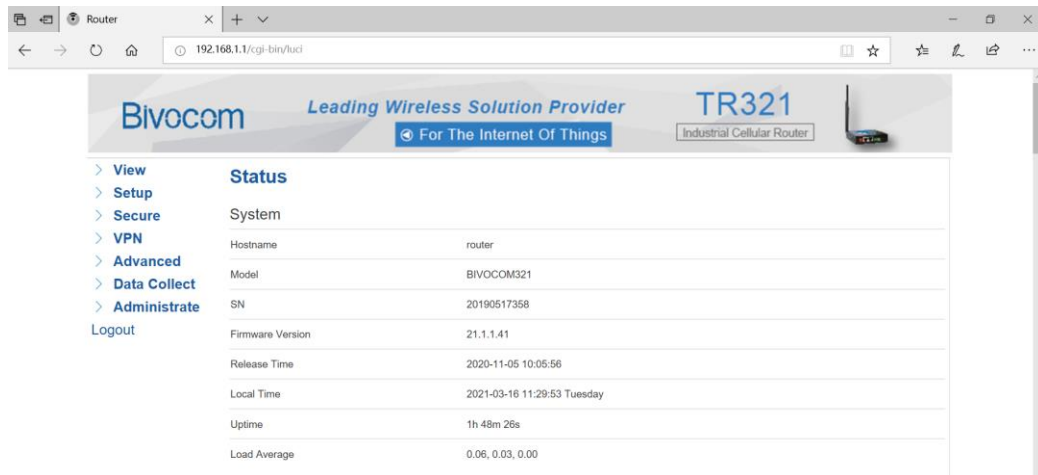 Router
192.168.1.1/cgi-bin/luci
Bivocom
Leading Wireless Solution Provider
For The Internet Of Things
TR321
Industrial Cellular Router
View
Setup
Secure
VPN
Advanced
Data Collect
Administrate
Logout
Status
System
Hostname router
Model BIVOCOM321
SN 20190517358
Firmware Version 21.1.1.41
Release Time 2020-11-05 10:05:56
Local Time 2021-03-16 11:29:53 Tuesday
Uptime 1h 48m 26s
Load Average 0.06, 0.03, 0.00